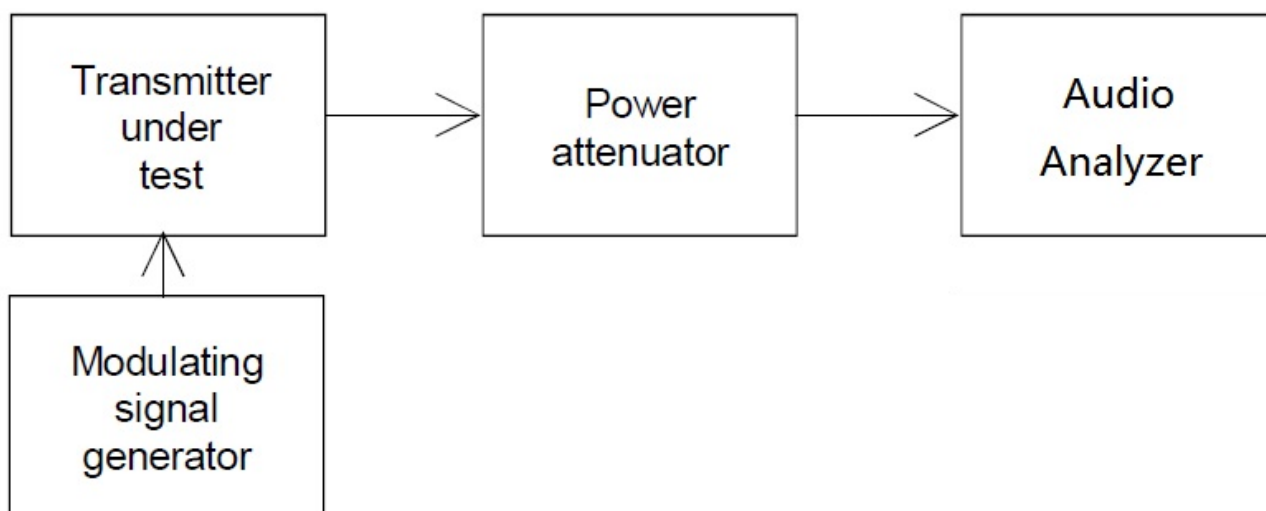 Transmitter
under
test
Power
attenuator
Audio
Analyzer
Modulating
signal
generator